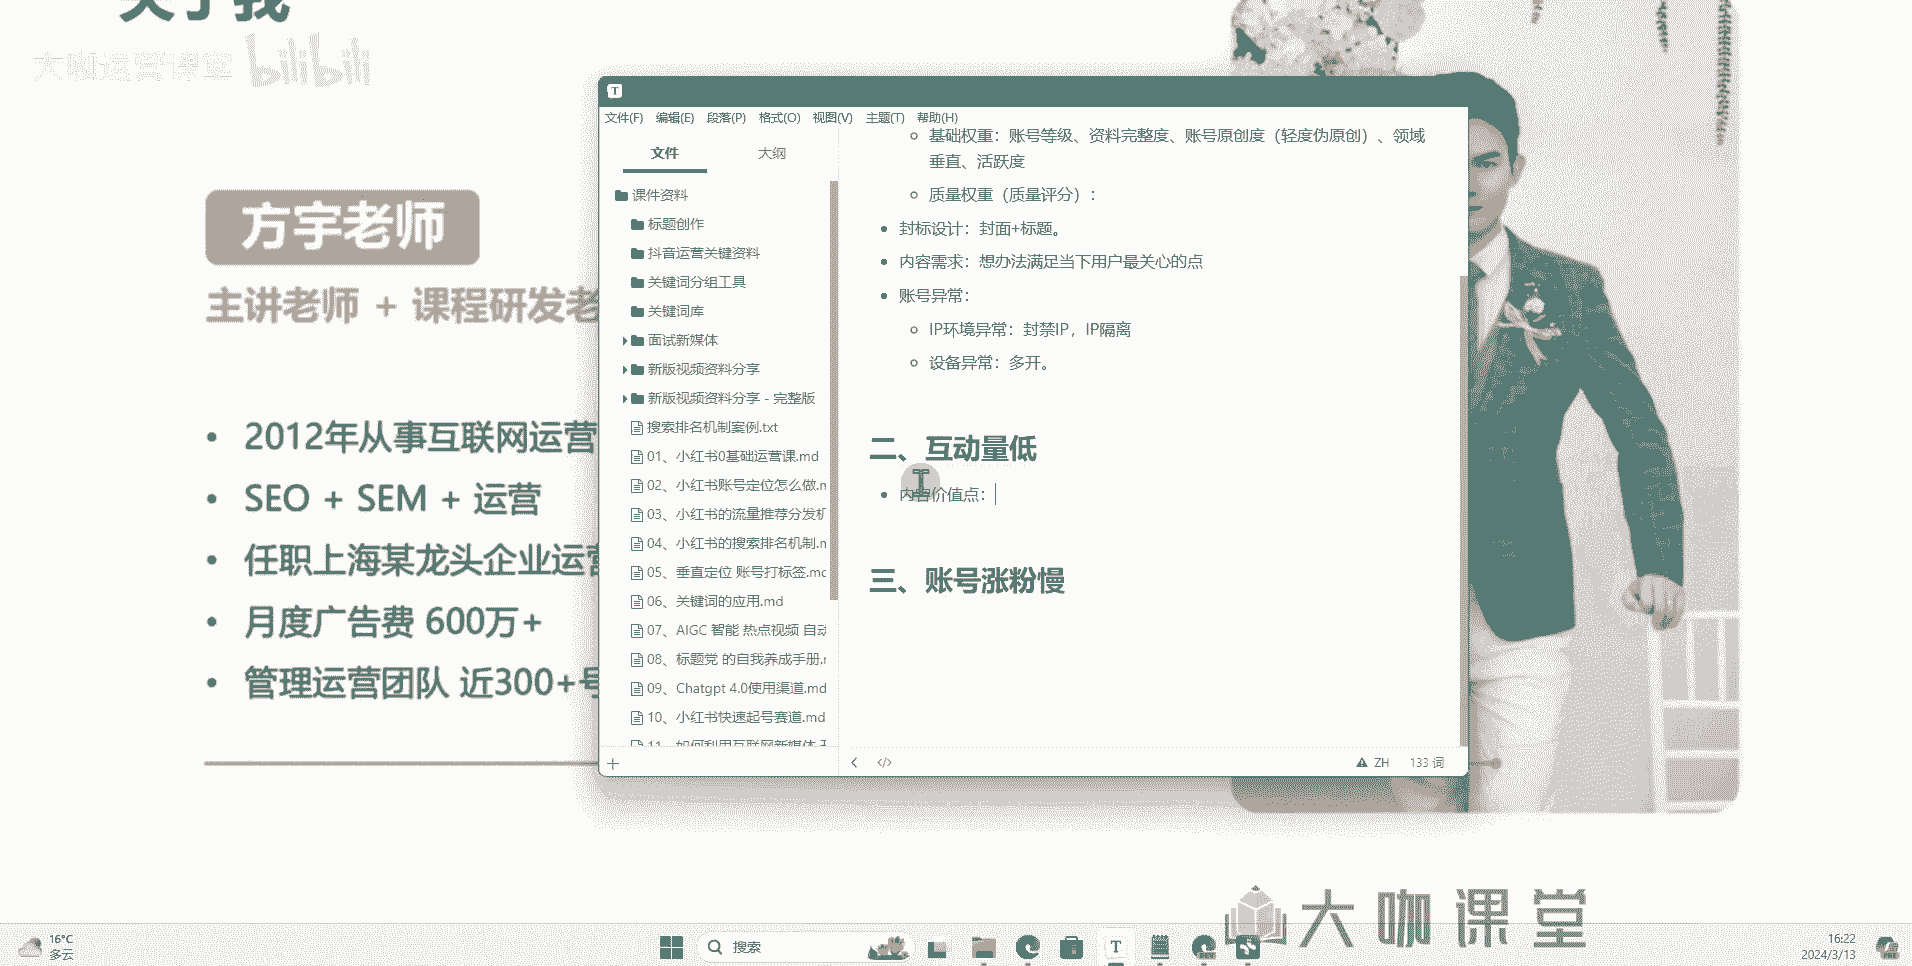 关于我
大咖运营课堂 bilibili
方宇老师
主讲老师 + 课程研发老
2012年从事互联网运营
SEO + SEM + 运营
任职上海某龙头企业运营
月度广告费 600万+
管理运营团队 近300+号
T
文件(F) 编辑(E) 段落(P) 格式(O) 视图(V) 主题(T) 帮助(H)
文件 大纲
课件资料
标题创作
抖音运营关键资料
关键词分组工具
关键词库
面试新媒体
新版视频资料分享
新版视频资料分享 - 完整版
搜索排名机制案例.txt
01、小红书0基础运营课.md
02、小红书账号定位怎么做.m
03、小红书的流量推荐分发机
04、小红书的搜索排名机制.m
05、垂直定位 账号打标签.md
06、关键词的应用.md
07、AIGC 智能 热点视频 自动
08、标题党 的自我养成手册.m
09、Chatgpt 4.0使用渠道.md
10、小红书快速起号赛道.md
11、如何利用互联网新媒体
基础权重：账号等级、资料完整度、账号原创度（轻度伪原创）、领域
垂直、活跃度
质量权重（质量评分）：
封标设计：封面+标题。
内容需求：想办法满足当下用户最关心的点
账号异常：
IP环境异常：封禁IP，IP隔离
设备异常：多开。
二、互动量低
内容价值点：
三、账号涨粉慢
ZH 133 词
大咖课堂
16°C
多云
搜索
T
16:22
2024/3/13